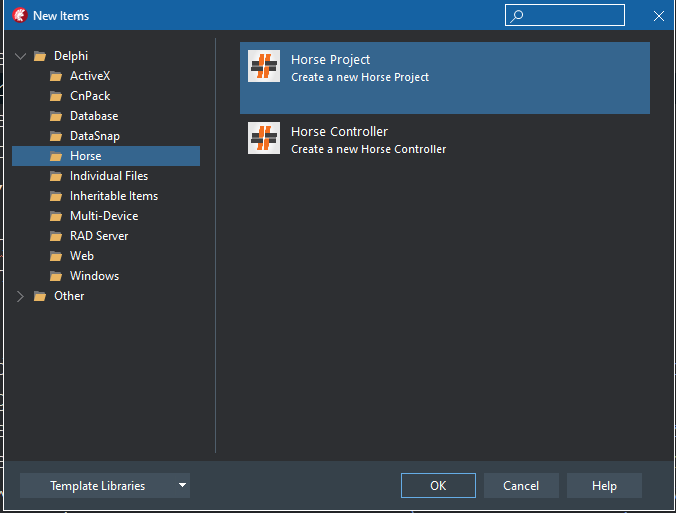 New Items
Delphi
ActiveX
CnPack
Database
DataSnap
Horse
Individual Files
Inheritable Items
Multi-Device
RAD Server
Web
Windows
Other
Horse Project
Create a new Horse Project
Horse Controller
Create a new Horse Controller
Template Libraries
OK
Cancel
Help